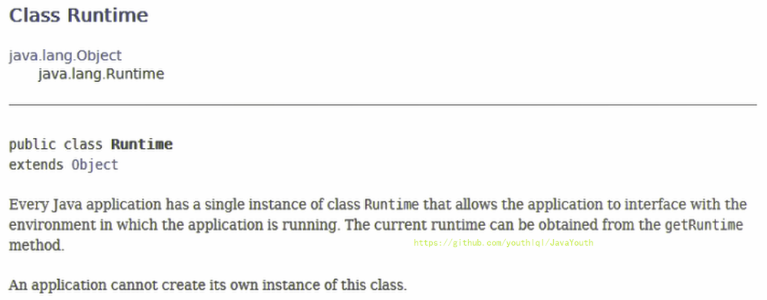 Class Runtime
java.lang.Object
java.lang.Runtime
public class Runtime
extends Object
Every Java application has a single instance of class Runtime that allows the application to interface with the
environment in which the application is running. The current runtime can be obtained from the getRuntime
method.
https://github.com/youthlql/JavaYouth
An application cannot create its own instance of this class.